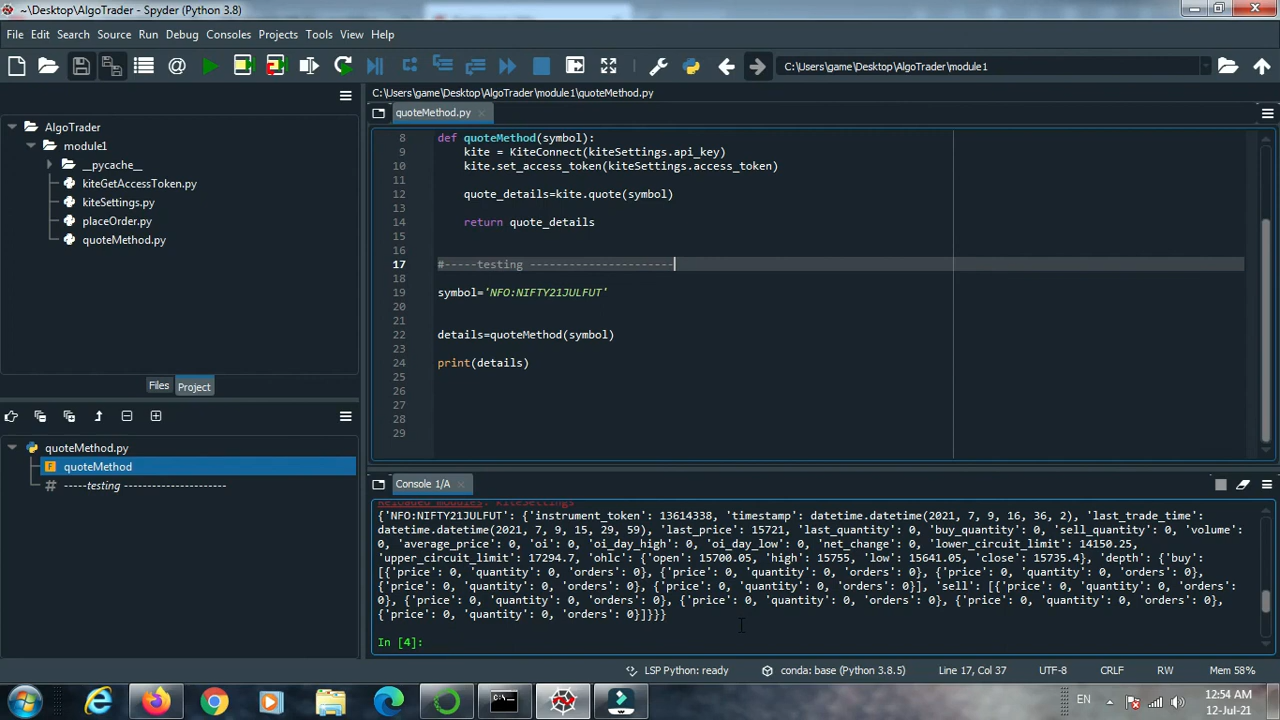 ~\Desktop\AlgoTrader - Spyder (Python 3.8)
File Edit Search Source Run Debug Consoles Projects Tools View Help
C:\Users\game\Desktop\AlgoTrader\module1
C:\Users\game\Desktop\AlgoTrader\module1\quoteMethod.py
quoteMethod.py
AlgoTrader
module1
__pycache__
kiteGetAccessToken.py
kiteSettings.py
placeOrder.py
quoteMethod.py
Files Project
quoteMethod.py
quoteMethod
-----testing ----------------------
8 def quoteMethod(symbol):
9 kite = KiteConnect(kiteSettings.api_key)
10 kite.set_access_token(kiteSettings.access_token)
11
12 quote_details=kite.quote(symbol)
13
14 return quote_details
15
16
17 #-----testing ----------------------
18
19 symbol='NFO:NIFTY21JULFUT'
20
21
22 details=quoteMethod(symbol)
23
24 print(details)
25
26
27
28
29
Console 1/A
Reloaded modules: kiteSettings
{'NFO:NIFTY21JULFUT': {'instrument_token': 13614338, 'timestamp': datetime.datetime(2021, 7, 9, 16, 36, 2), 'last_trade_time':
datetime.datetime(2021, 7, 9, 15, 29, 59), 'last_price': 15721, 'last_quantity': 0, 'buy_quantity': 0, 'sell_quantity': 0, 'volume':
0, 'average_price': 0, 'oi': 0, 'oi_day_high': 0, 'oi_day_low': 0, 'net_change': 0, 'lower_circuit_limit': 14150.25,
'upper_circuit_limit': 17294.7, 'ohlc': {'open': 15700.05, 'high': 15755, 'low': 15641.05, 'close': 15735.4}, 'depth': {'buy':
[{'price': 0, 'quantity': 0, 'orders': 0}, {'price': 0, 'quantity': 0, 'orders': 0}, {'price': 0, 'quantity': 0, 'orders': 0},
{'price': 0, 'quantity': 0, 'orders': 0}, {'price': 0, 'quantity': 0, 'orders': 0}], 'sell': [{'price': 0, 'quantity': 0, 'orders':
0}, {'price': 0, 'quantity': 0, 'orders': 0}, {'price': 0, 'quantity': 0, 'orders': 0}, {'price': 0, 'quantity': 0, 'orders': 0},
{'price': 0, 'quantity': 0, 'orders': 0}]}}}
In [4]:
LSP Python: ready conda: base (Python 3.8.5) Line 17, Col 37 UTF-8 CRLF RW Mem 58%
EN
12:54 AM
12-Jul-21